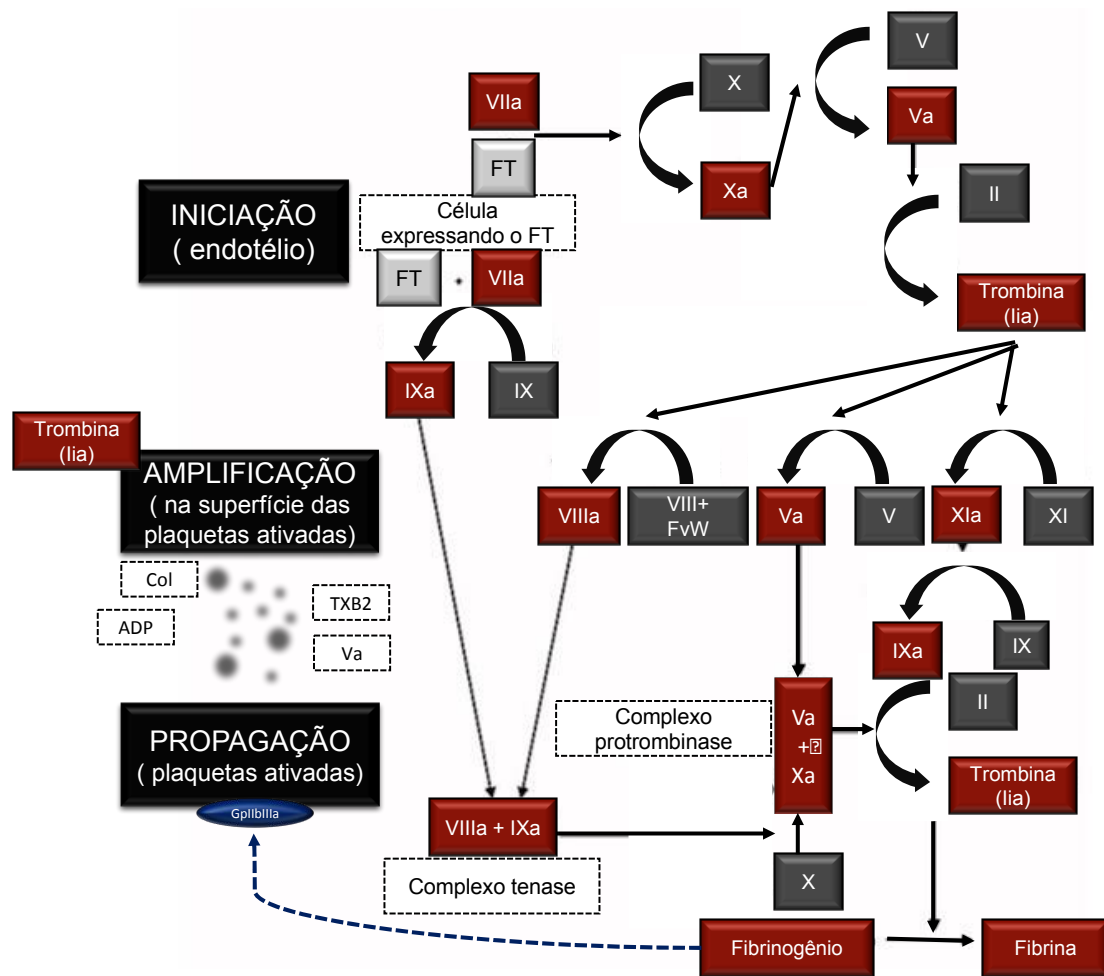 V
X
VIIa
Va
FT
Xa
II
INICIAÇÃO
( endotélio)
Célula
expressando o FT
FT
VIIa
Trombina
(Iia)
IXa
IX
Trombina
(Iia)
AMPLIFICAÇÃO
( na superfície das
plaquetas ativadas)
VIIIa
VIII+
FvW
Va
V
XIa
XI
Col
TXB2
ADP
Va
IXa
IX
II
Complexo
protrombinase
Va
+
Xa
PROPAGAÇÃO
( plaquetas ativadas)
GpIIbIIIa
Trombina
(Iia)
VIIIa + IXa
Complexo tenase
X
Fibrinogênio
Fibrina